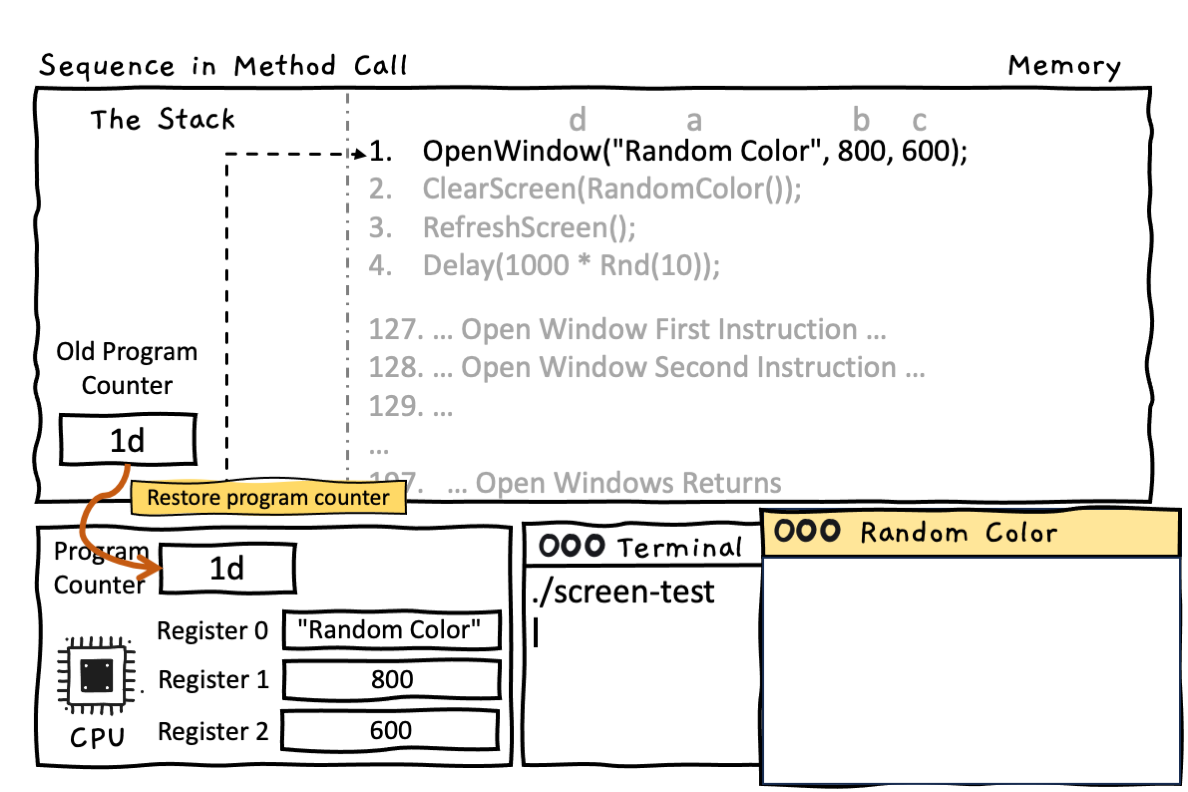 Sequence in Method Call
Memory
The Stack
d a b c
1. OpenWindow("Random Color", 800, 600);
2. ClearScreen(RandomColor());
3. RefreshScreen();
4. Delay(1000 * Rnd(10));
127. ... Open Window First Instruction ...
128. ... Open Window Second Instruction ...
129. ...
...
197. ... Open Windows Returns
Old Program
Counter
1d
Restore program counter
Program
Counter
1d
Register 0 "Random Color"
Register 1 800
Register 2 600
CPU
Terminal
./screen-test
Random Color